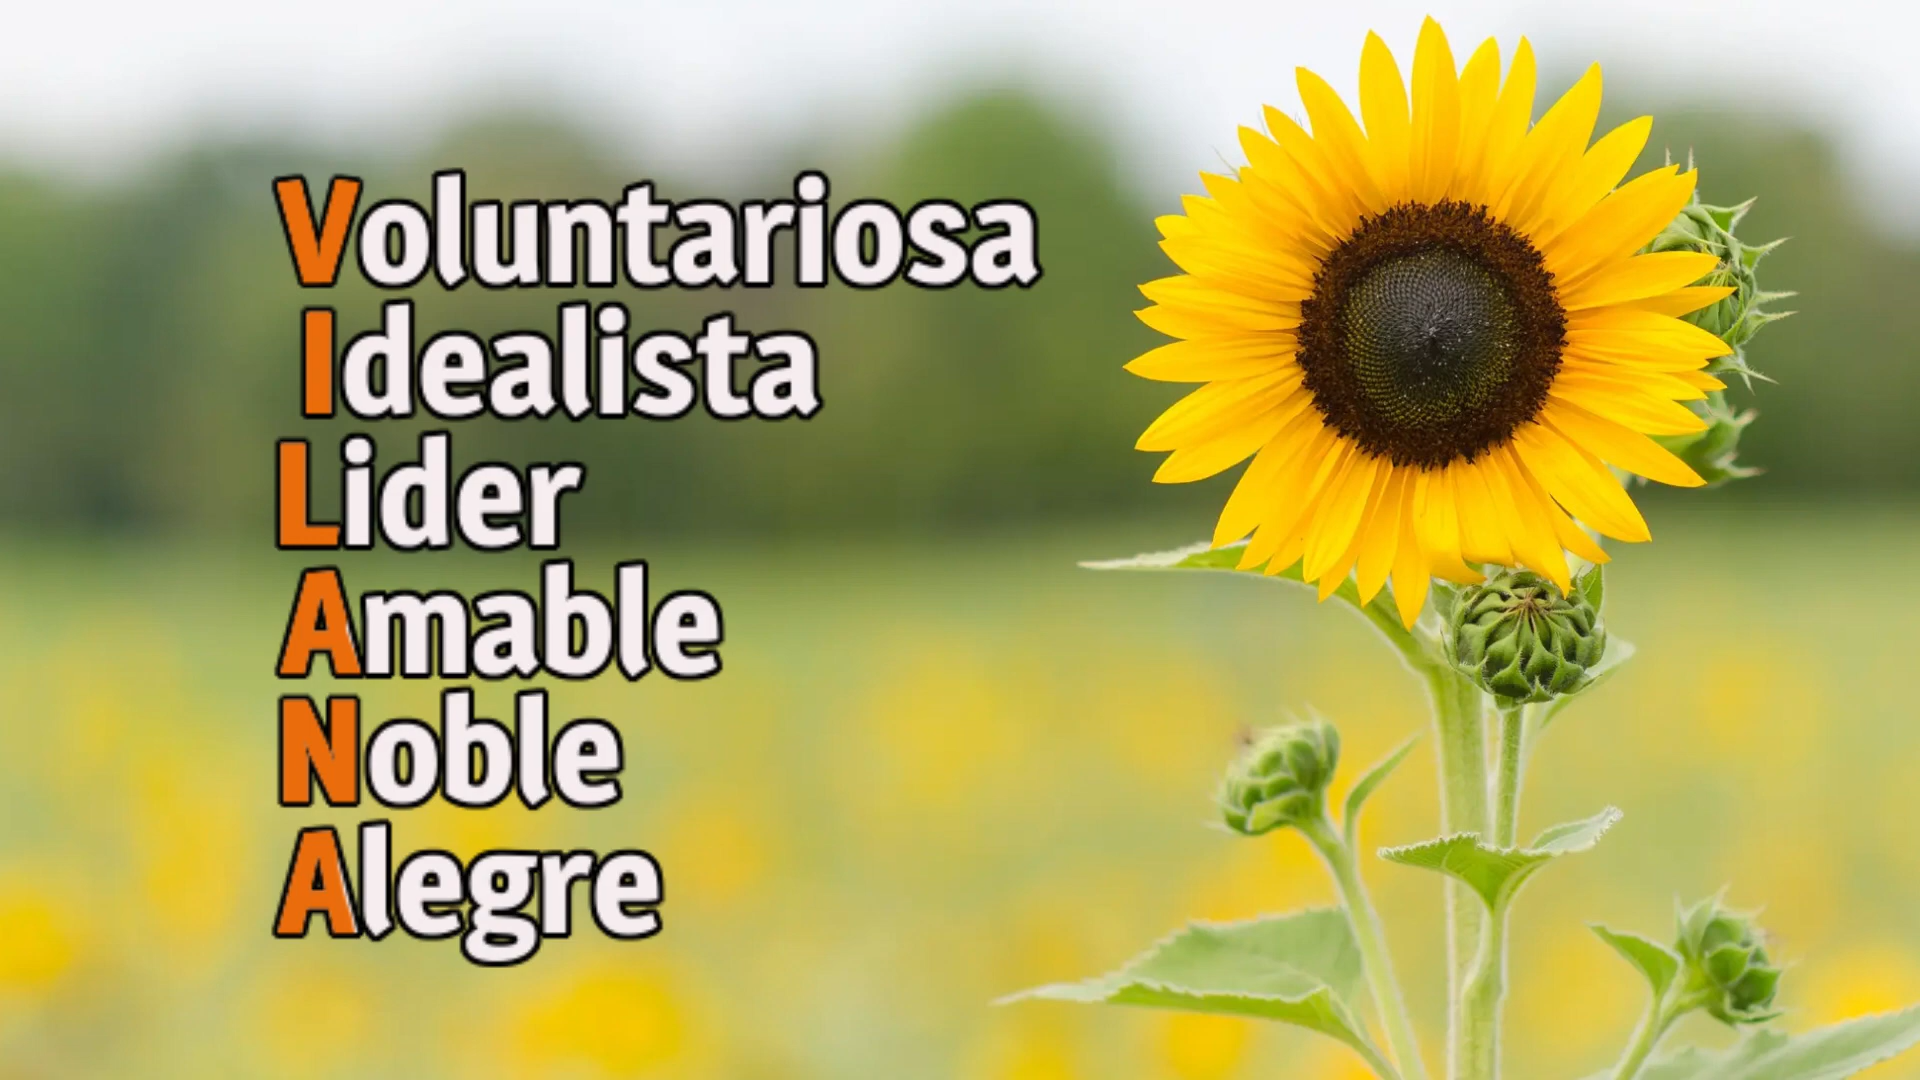 Voluntariosa
Idealista
Lider
Amable
Noble
Alegre